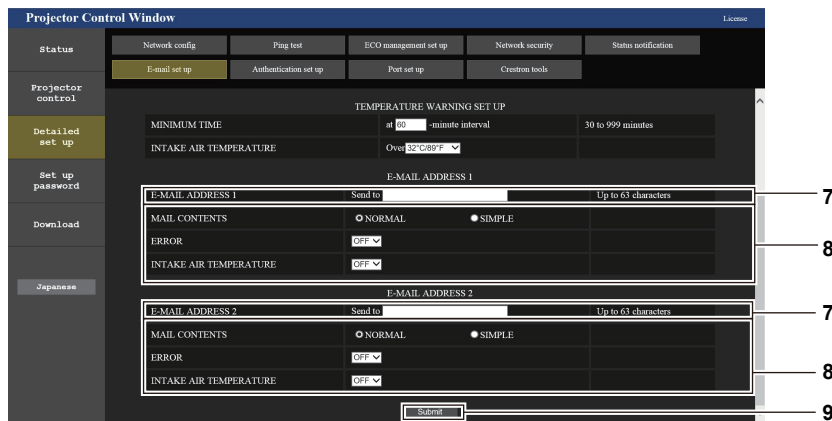 Projector Control Window License
Status
Network config Ping test ECO management set up Network security Status notification
E-mail set up Authentication set up Port set up Crestron tools
Projector
control
Detailed
set up
Set up
password
Download
Japanese
TEMPERATURE WARNING SET UP
MINIMUM TIME at 60 -minute interval 30 to 999 minutes
INTAKE AIR TEMPERATURE Over 32°C/89°F
E-MAIL ADDRESS 1
E-MAIL ADDRESS 1 Send to Up to 63 characters 7
MAIL CONTENTS NORMAL SIMPLE
ERROR OFF 8
INTAKE AIR TEMPERATURE OFF
E-MAIL ADDRESS 2
E-MAIL ADDRESS 2 Send to Up to 63 characters 7
MAIL CONTENTS NORMAL SIMPLE
ERROR OFF
INTAKE AIR TEMPERATURE OFF 8
Submit 9